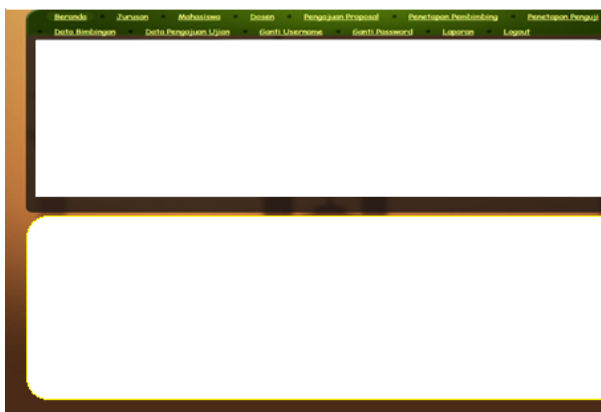 Beranda Jurusan Mahasiswa Dosen Pengajuan Proposal Penetapan Pembimbing Penetapan Penguji
Data Bimbingan Data Pengajuan Ujian Ganti Username Ganti Password Laporan Logout